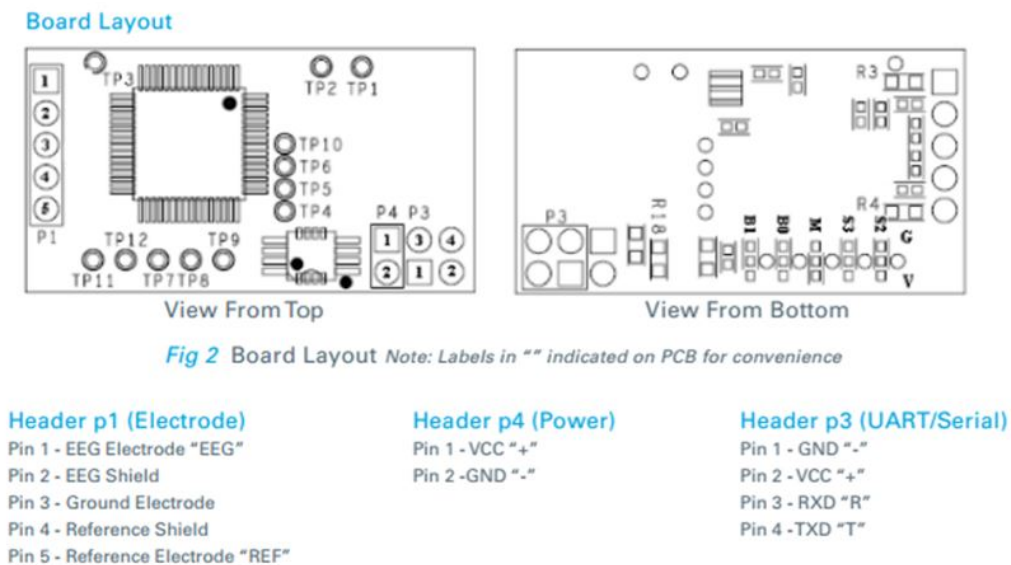 Board Layout
1
2
3
4
5
P1
TP3
TP2 TP1
TP10
TP6
TP5
TP4
P4 P3
1 3 4
2 1 2
TP12 TP9
TP11 TP7 TP8
View From Top
R3
R4
P3
R18
B1 B0 M S3 S2 G
V
View From Bottom
Fig 2 Board Layout Note: Labels in "" indicated on PCB for convenience
Header p1 (Electrode)
Pin 1 - EEG Electrode "EEG"
Pin 2 - EEG Shield
Pin 3 - Ground Electrode
Pin 4 - Reference Shield
Pin 5 - Reference Electrode "REF"
Header p4 (Power)
Pin 1 - VCC "+"
Pin 2 -GND "-"
Header p3 (UART/Serial)
Pin 1 - GND "-"
Pin 2 - VCC "+"
Pin 3 - RXD "R"
Pin 4 -TXD "T"